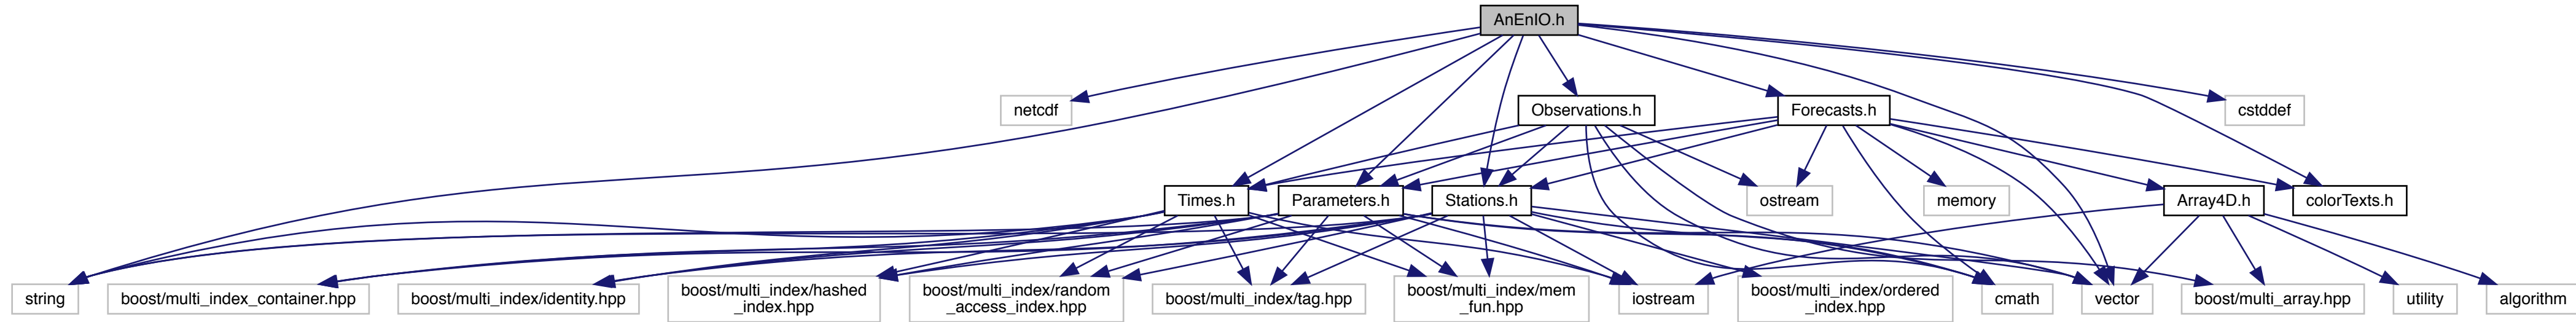 AnEnIO.h
netcdf
Observations.h
Forecasts.h
cstddef
Times.h
Parameters.h
Stations.h
ostream
memory
Array4D.h
colorTexts.h
string
boost/multi_index_container.hpp
boost/multi_index/identity.hpp
boost/multi_index/hashed
_index.hpp
boost/multi_index/random
_access_index.hpp
boost/multi_index/tag.hpp
boost/multi_index/mem
_fun.hpp
iostream
boost/multi_index/ordered
_index.hpp
cmath
vector
boost/multi_array.hpp
utility
algorithm